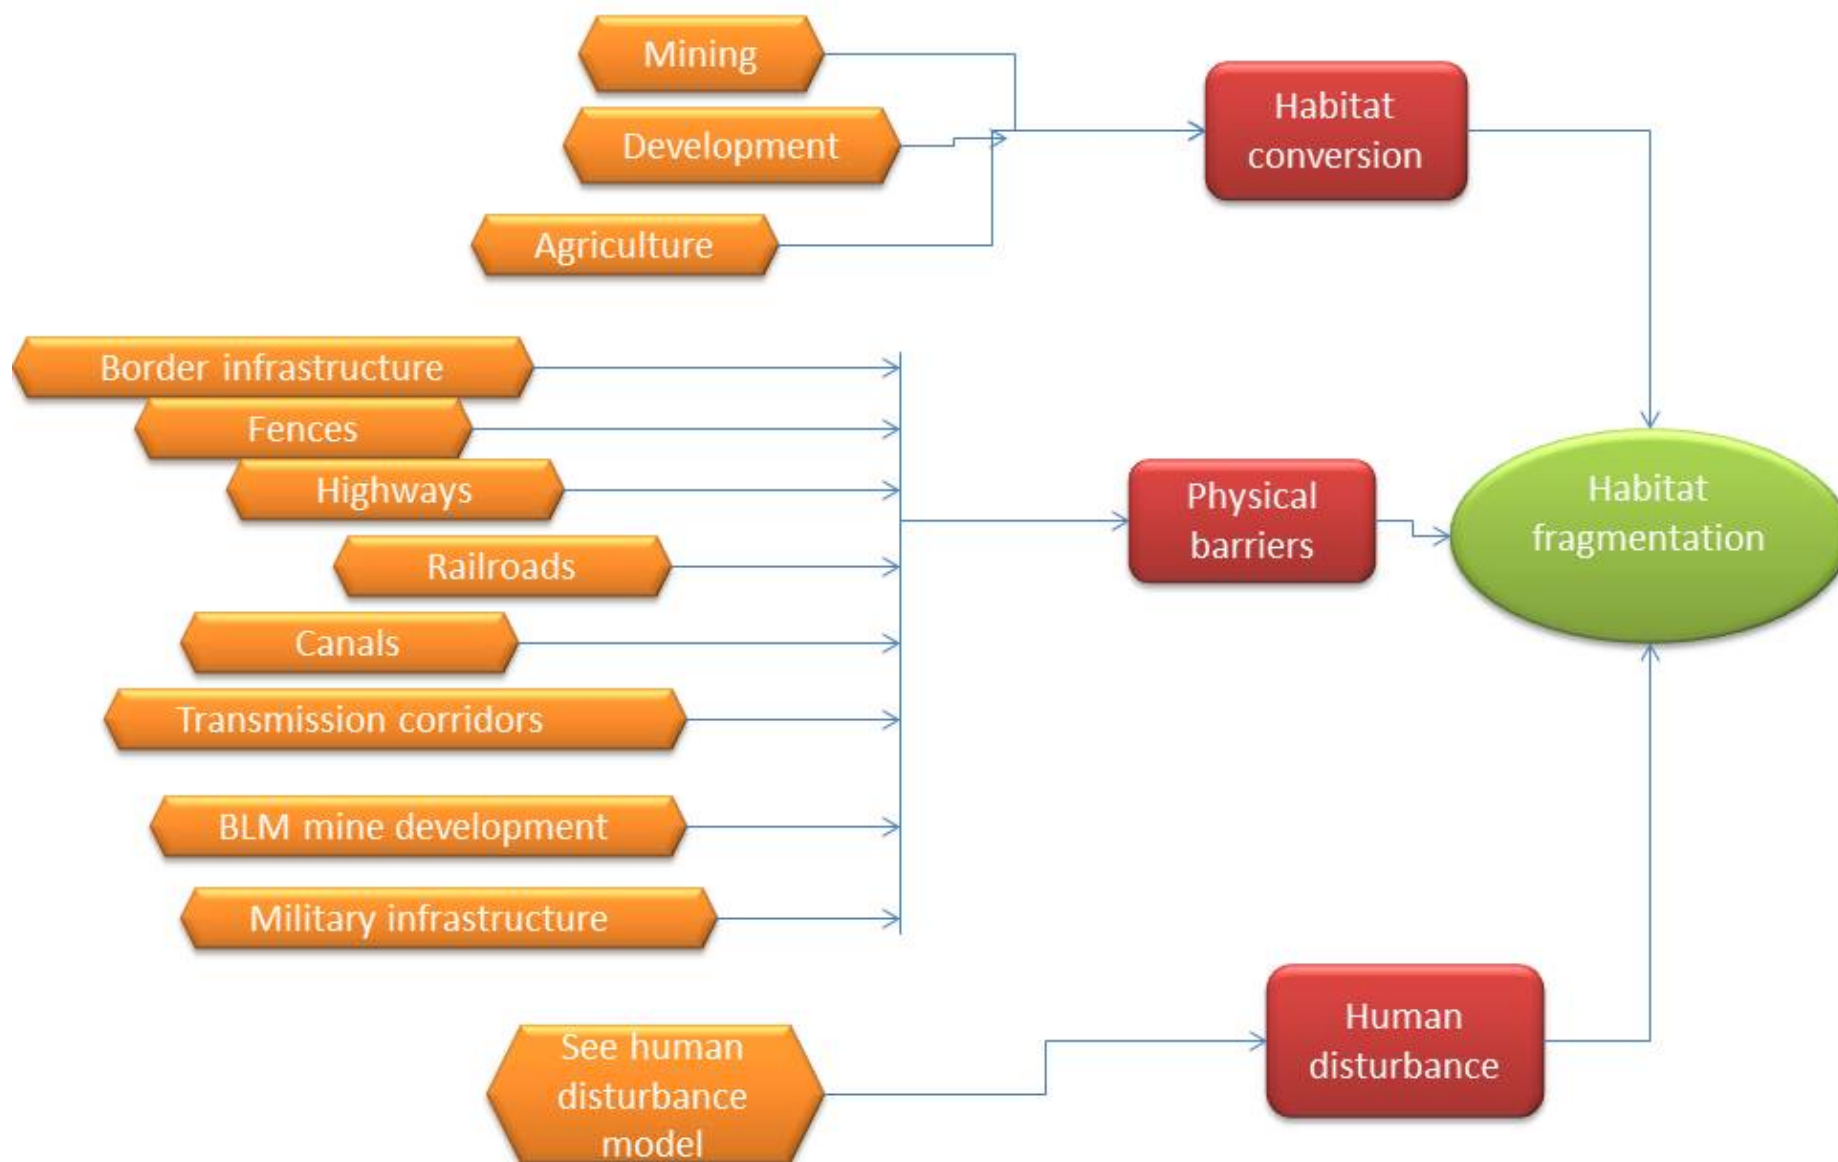 Mining
Development
Agriculture
Habitat
conversion
Border infrastructure
Fences
Highways
Railroads
Canals
Transmission corridors
BLM mine development
Military infrastructure
Physical
barriers
Habitat
fragmentation
See human
disturbance
model
Human
disturbance